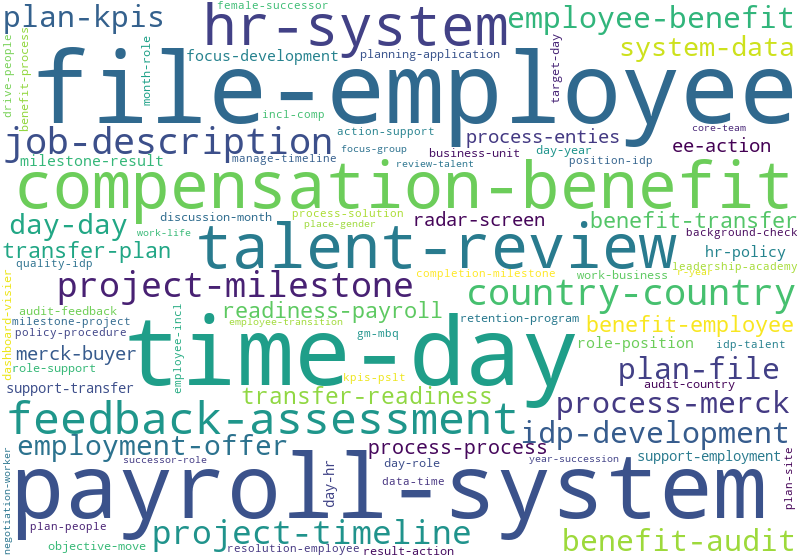 female-successor
plan-kpis
hr-system
employee-benefit
drive-people
benefit-process
month-role
focus-development
planning-application
target-day
system-data
file-employee
incl-comp
job-description
action-support
process-enties
core-team
ee-action
milestone-result
manage-timeline
focus-group
business-unit
day-year
position-idp
review-talent
compensation-benefit
day-day
discussion-month
process-solution
place-gender
radar-screen
benefit-transfer
work-life
talent-review
background-check
transfer-plan
hr-policy
quality-idp
project-milestone
completion-milestone
work-business
leadership-academy
country-country
dashboard-visier
employee-incl
audit-feedback
readiness-payroll
milestone-project
employee-transition
retention-program
benefit-employee
policy-procedure
time-day
gm-mbq
role-position
idp-talent
merck-buyer
role-support
plan-file
kpis-pslt
support-transfer
transfer-readiness
audit-country
process-merck
feedback-assessment
idp-development
employment-offer
process-process
support-employment
negotiation-worker
successor-role
day-hr
day-role
year-succession
plan-site
payroll-system
data-time
plan-people
project-timeline
benefit-audit
objective-move
resolution-employee
result-action